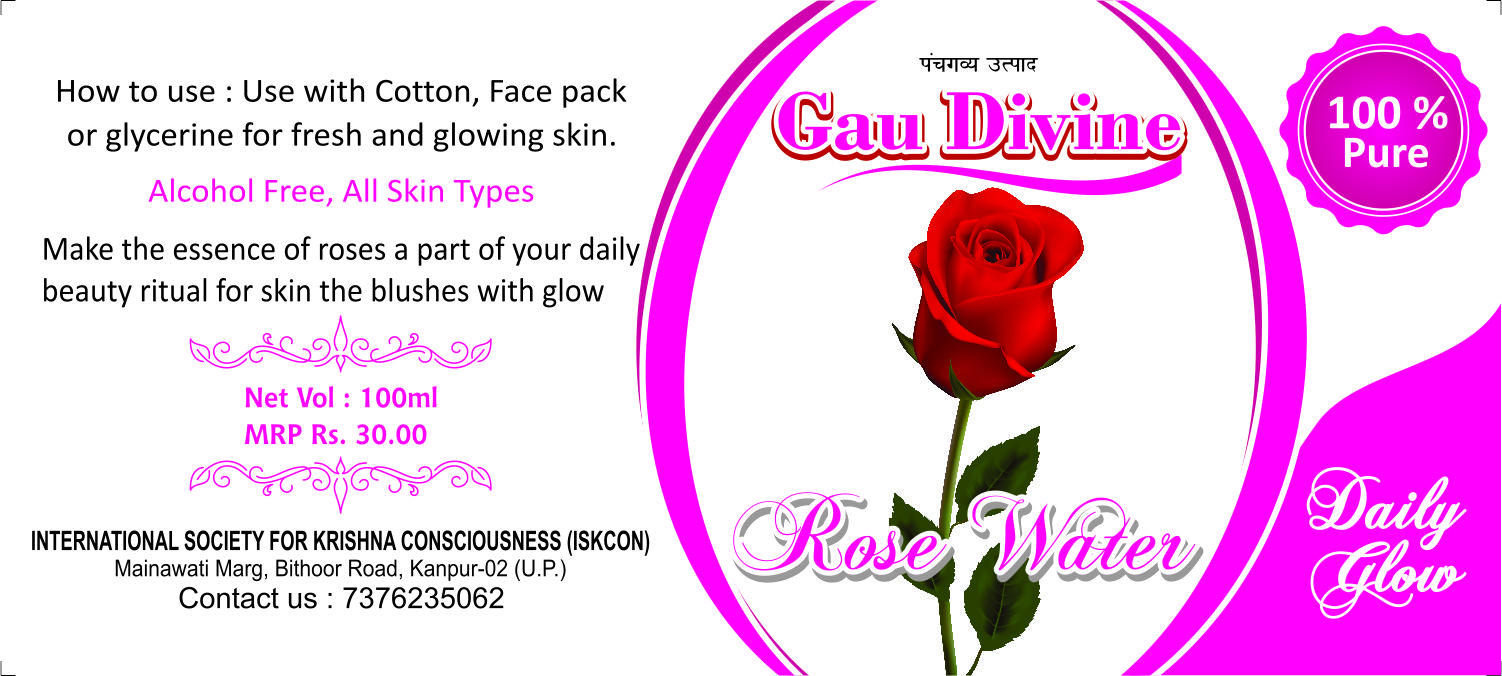 How to use : Use with Cotton, Face pack
or glycerine for fresh and glowing skin.
Alcohol Free, All Skin Types
Make the essence of roses a part of your daily
beauty ritual for skin the blushes with glow
Net Vol : 100ml
MRP Rs. 30.00
INTERNATIONAL SOCIETY FOR KRISHNA CONSCIOUSNESS (ISKCON)
Mainawati Marg, Bithoor Road, Kanpur-02 (U.P.)
Contact us : 7376235062
पंचगव्य उत्पाद
Gau Divine
Rose Water
100 %
Pure
Daily
Glow